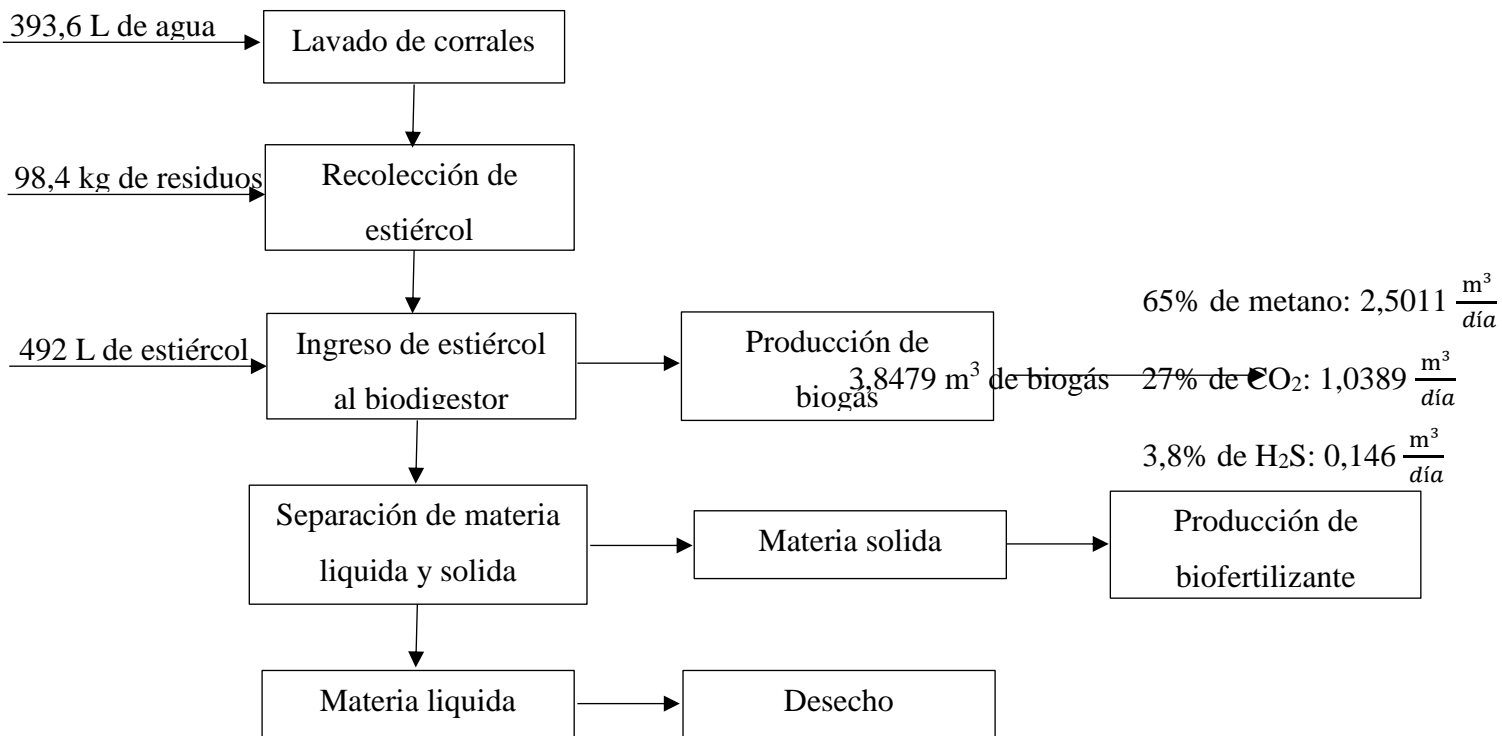 393,6 L de agua
Lavado de corrales
98,4 kg de residuos
Recolección de
estiércol
492 L de estiércol
Ingreso de estiércol
al biodigestor
Producción de
biogás
3,8479 m³ de biogás
65% de metano: 2,5011 m³/día
27% de CO₂: 1,0389 m³/día
3,8% de H₂S: 0,146 m³/día
Separación de materia
liquida y solida
Materia solida
Producción de
biofertilizante
Materia liquida
Desecho